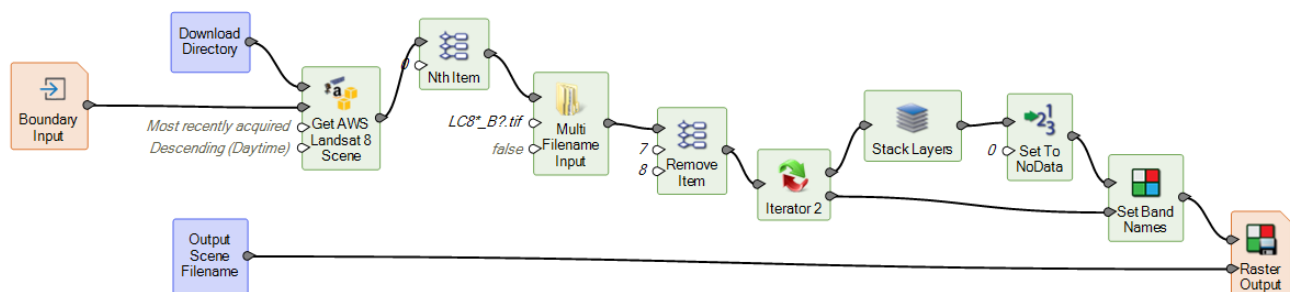 Download
Directory
Boundary
Input
Most recently acquired
Descending (Daytime)
Get AWS
Landsat 8
Scene
0
Nth Item
LC8*_B?.tif
false
Multi
Filename
Input
7
8
Remove
Item
Iterator 2
Stack Layers
0
Set To
NoData
Set Band
Names
Output
Scene
Filename
Raster
Output